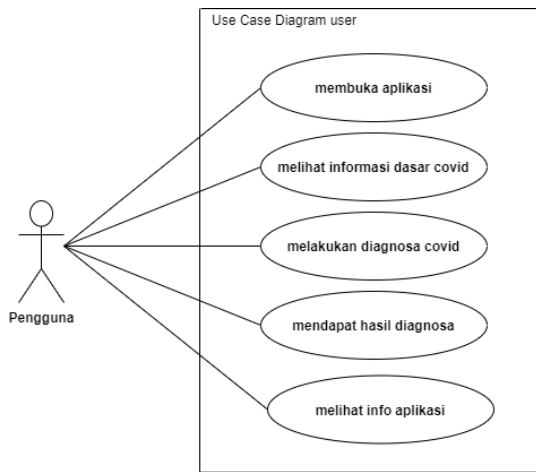 Use Case Diagram user
membuka aplikasi
melihat informasi dasar covid
melakukan diagnosa covid
Pengguna
mendapat hasil diagnosa
melihat info aplikasi